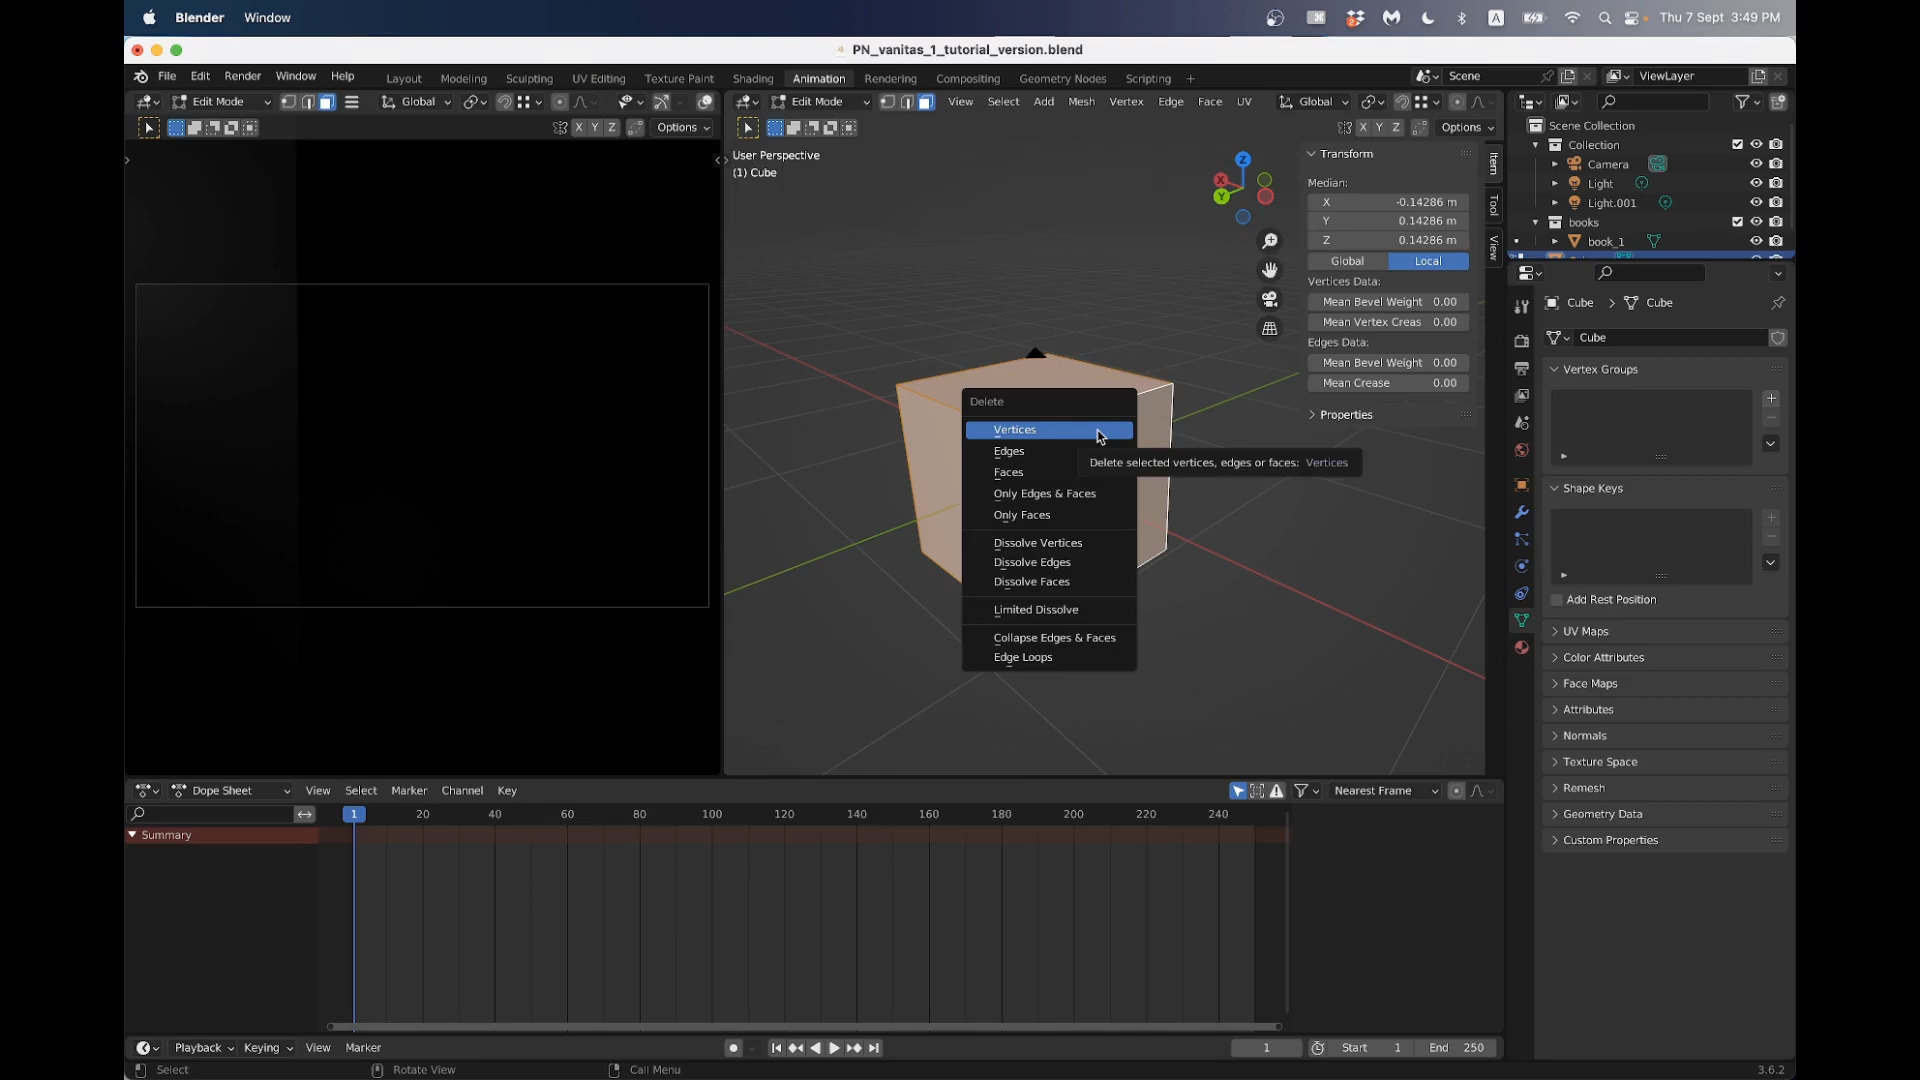 Blender Window A Thu 7 Sept 3:49 PM
PN_vanitas_1_tutorial_version.blend
File Edit Render Window Help Layout Modeling Sculpting UV Editing Texture Paint Shading Animation Rendering Compositing Geometry Nodes Scripting + Scene ViewLayer
Edit Mode Global
Edit Mode View Select Add Mesh Vertex Edge Face UV Global
X Y Z Options
X Y Z Options
User Perspective
(1) Cube
Z
X
Y
Transform
Median:
X -0.14286 m
Y 0.14286 m
Z 0.14286 m
Global Local
Vertices Data:
Mean Bevel Weight 0.00
Mean Vertex Creas 0.00
Edges Data:
Mean Bevel Weight 0.00
Mean Crease 0.00
Properties
Item
Tool
View
Delete
Vertices
Edges
Faces
Only Edges & Faces
Only Faces
Dissolve Vertices
Dissolve Edges
Dissolve Faces
Limited Dissolve
Collapse Edges & Faces
Edge Loops
Delete selected vertices, edges or faces: Vertices
Scene Collection
Collection
Camera
Light
Light.001
books
book_1
Cube > Cube
Cube
Vertex Groups
Shape Keys
Add Rest Position
UV Maps
Color Attributes
Face Maps
Attributes
Normals
Texture Space
Remesh
Geometry Data
Custom Properties
Dope Sheet View Select Marker Channel Key Nearest Frame
1 20 40 60 80 100 120 140 160 180 200 220 240
Summary
Playback Keying View Marker 1 Start 1 End 250
Select Rotate View Call Menu 3.6.2